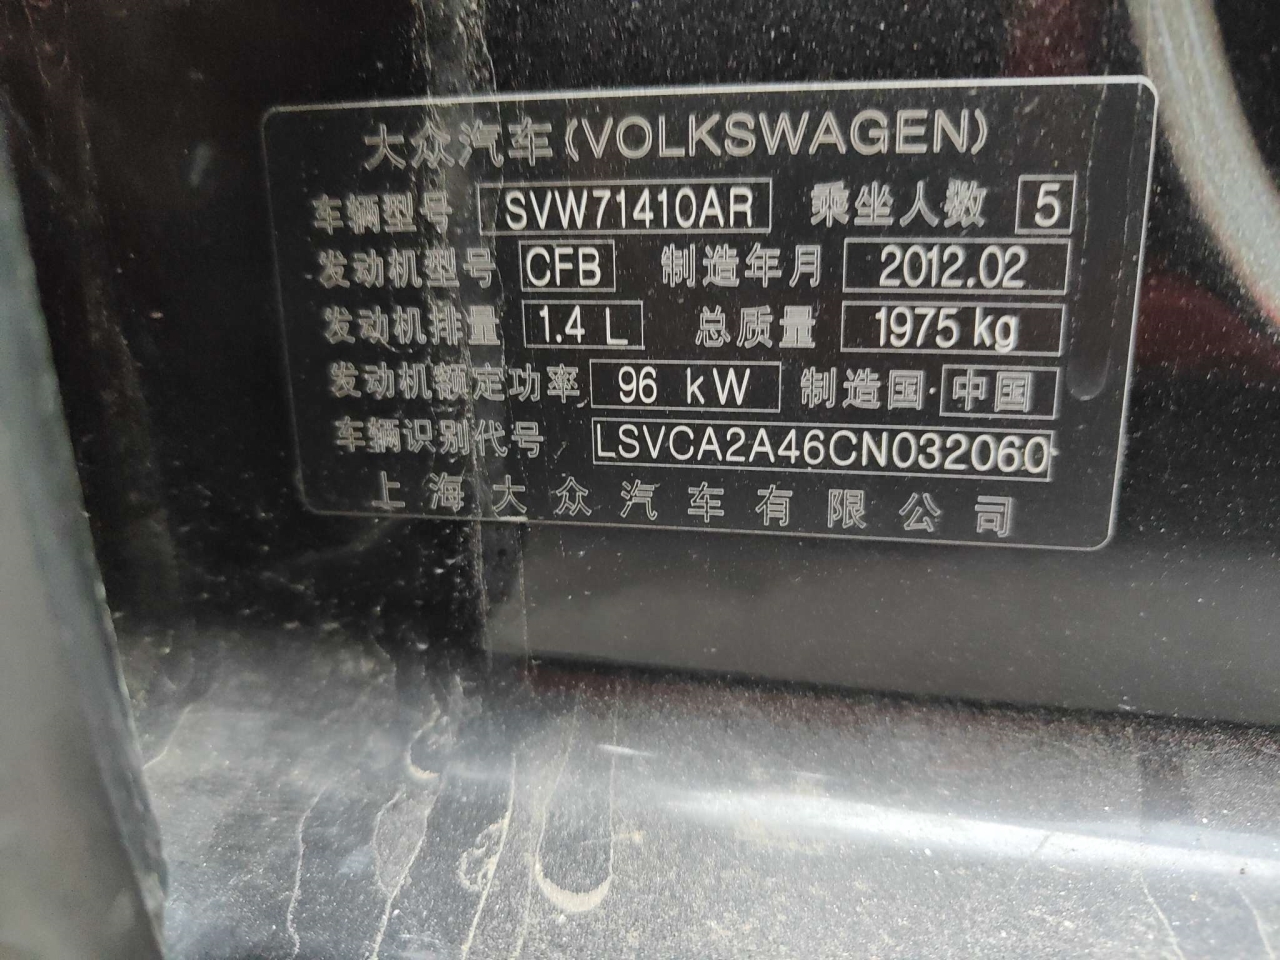 大众汽车(VOLKSWAGEN)
车辆型号 SVW71410AR 乘坐人数 5
发动机型号 CFB 制造年月 2012.02
发动机排量 1.4 L 总质量 1975 kg
发动机额定功率 96 kW 制造国 中国
车辆识别代号 LSVCA2A46CN032060
上海大众汽车有限公司